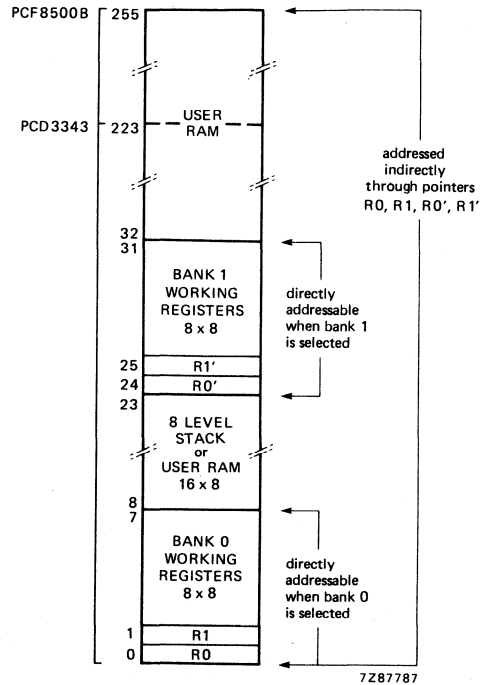 PCF8500B 255
PCD3343 223
USER
RAM
addressed
indirectly
through pointers
R0, R1, R0', R1'
32
31
BANK 1
WORKING
REGISTERS
8 x 8
directly
addressable
when bank 1
is selected
25 R1'
24 R0'
23
8 LEVEL
STACK
or
USER RAM
16 x 8
8
7
BANK 0
WORKING
REGISTERS
8 x 8
directly
addressable
when bank 0
is selected
1 R1
0 R0
7Z87787